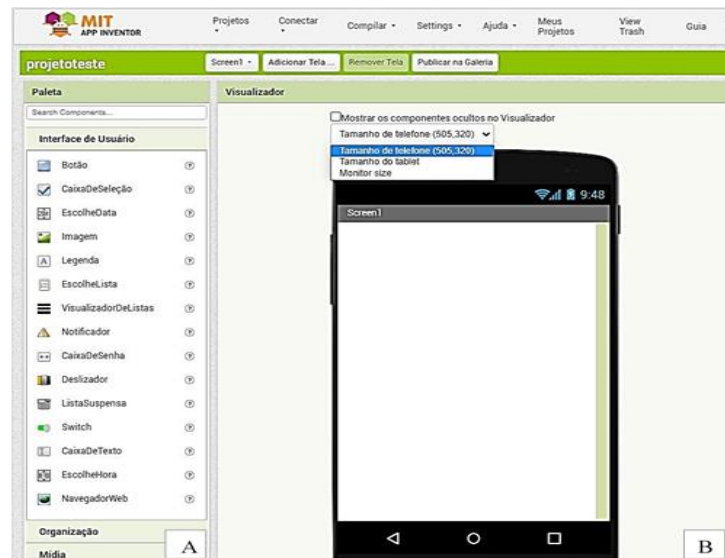 MIT
APP INVENTOR
Projetos
Conectar
Compilar
Settings
Ajuda
Meus
Projetos
View
Trash
Guia
projetoteste
Screen1
Adicionar Tela ...
Remover Tela
Publicar na Galeria
Paleta
Visualizador
Search Components...
Mostrar os componentes ocultos no Visualizador
Tamanho de telefone (505,320)
Tamanho de telefone (505,320)
Tamanho do tablet
Monitor size
9:48
Screen1
Interface de Usuário
Botão
CaixaDeSeleção
EscolheData
Imagem
Legenda
EscolheLista
VisualizadorDeListas
Notificador
CaixaDeSenha
Deslizador
ListaSuspensa
Switch
CaixaDeTexto
EscolheHora
NavegadorWeb
Organização
Mídia
A
B